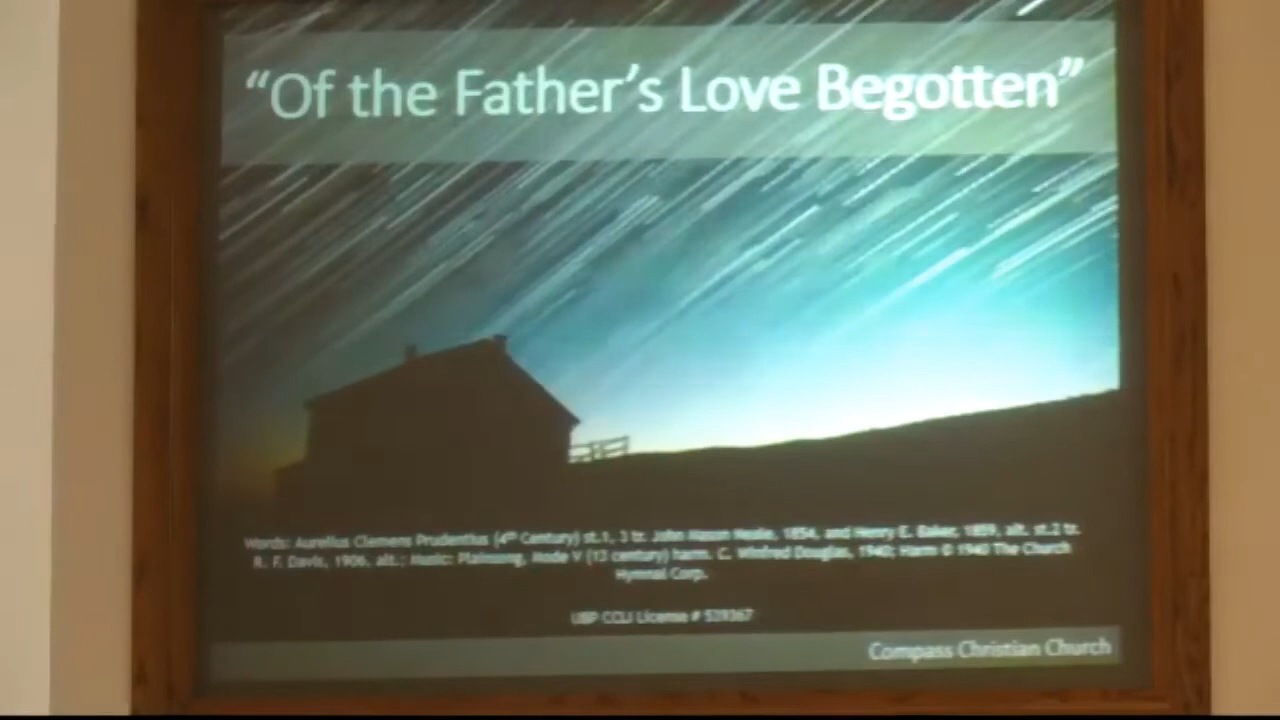 “Of the Father’s Love Begotten”
Words: Aurelius Clemens Prudentius (4th Century) st.1, 3 tr. John Mason Neale, 1854, and Henry E. Baker, 1859, alt. st.2 tr.
R. F. Davis, 1906, alt.; Music: Plainsong, Mode V (13 century) harm. C. Winfred Douglas, 1940; Harm © 1940 The Church
Hymnal Corp.
CCLI License #
Compass Christian Church